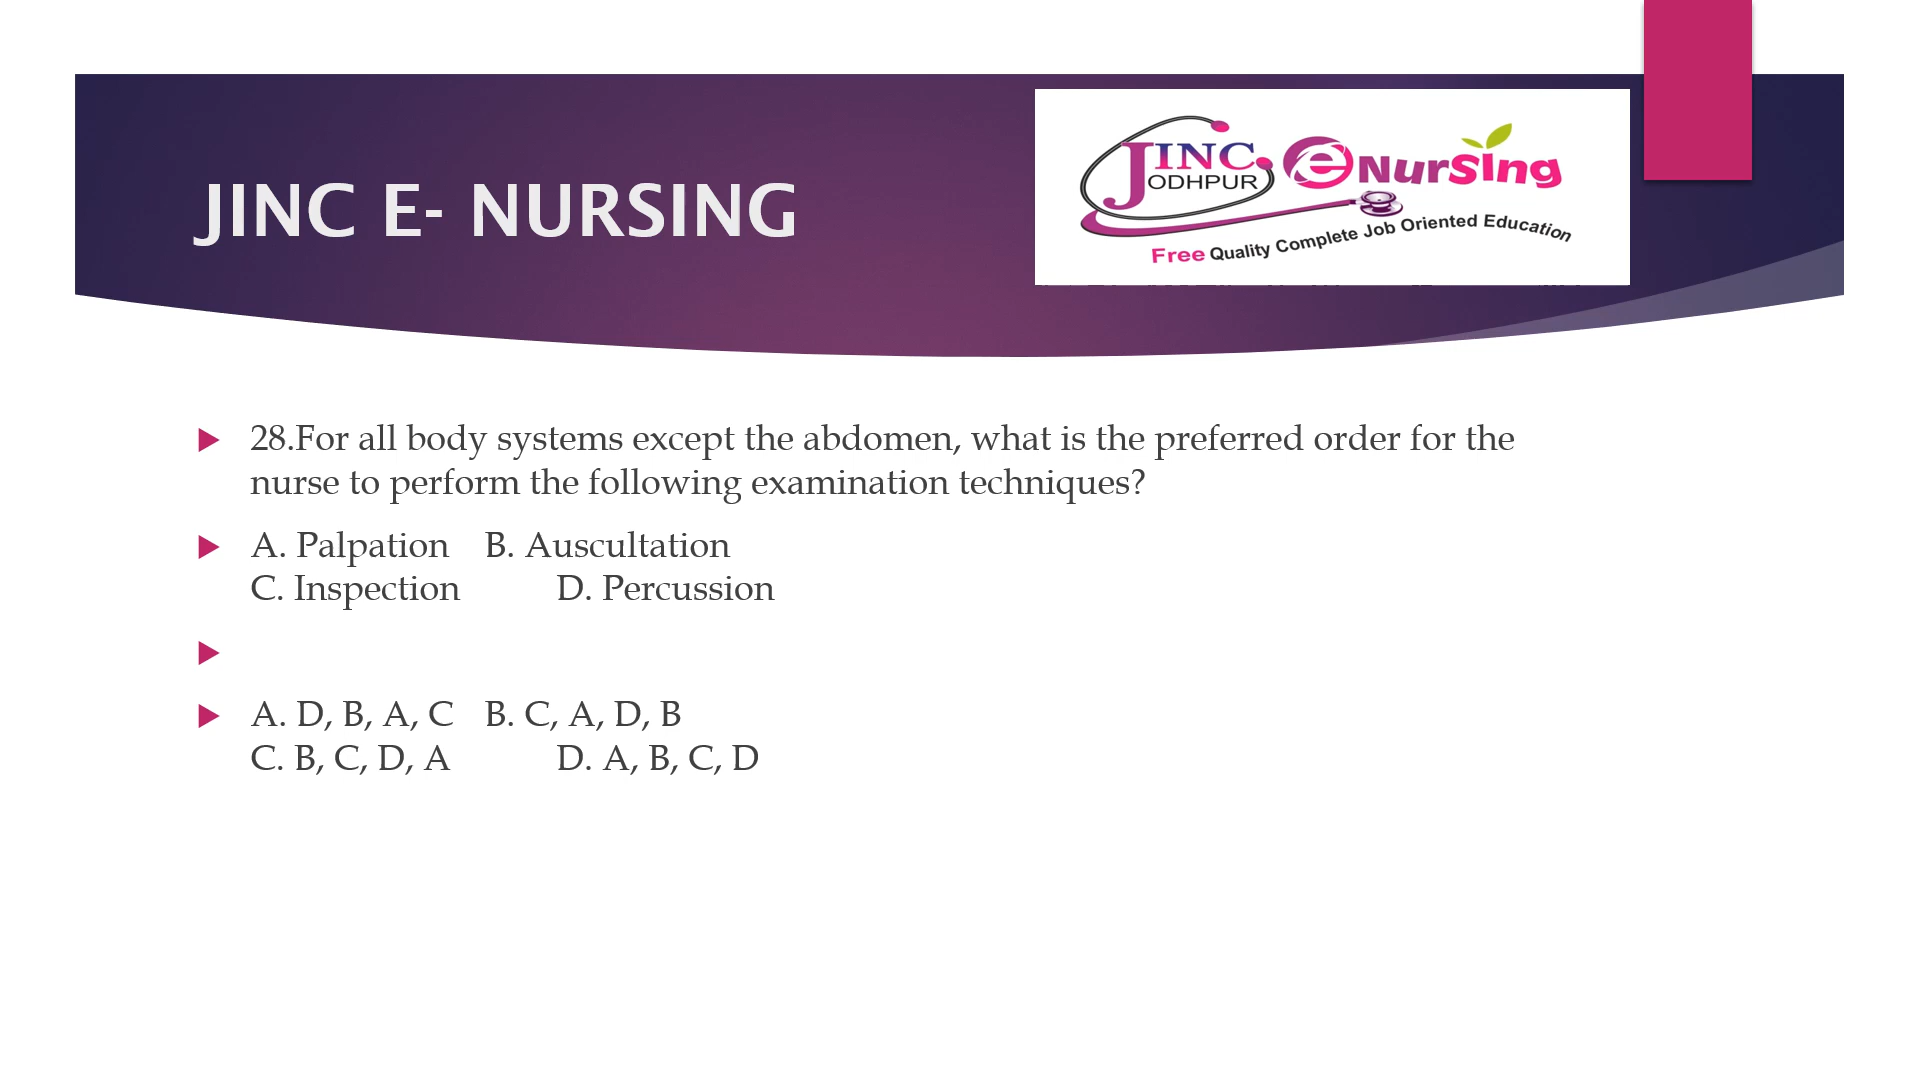 JINC E- NURSING
JINC
ODHPUR
eNursing
Free Quality Complete Job Oriented Education
28.For all body systems except the abdomen, what is the preferred order for the
nurse to perform the following examination techniques?
A. Palpation B. Auscultation
C. Inspection D. Percussion
A. D, B, A, C B. C, A, D, B
C. B, C, D, A D. A, B, C, D